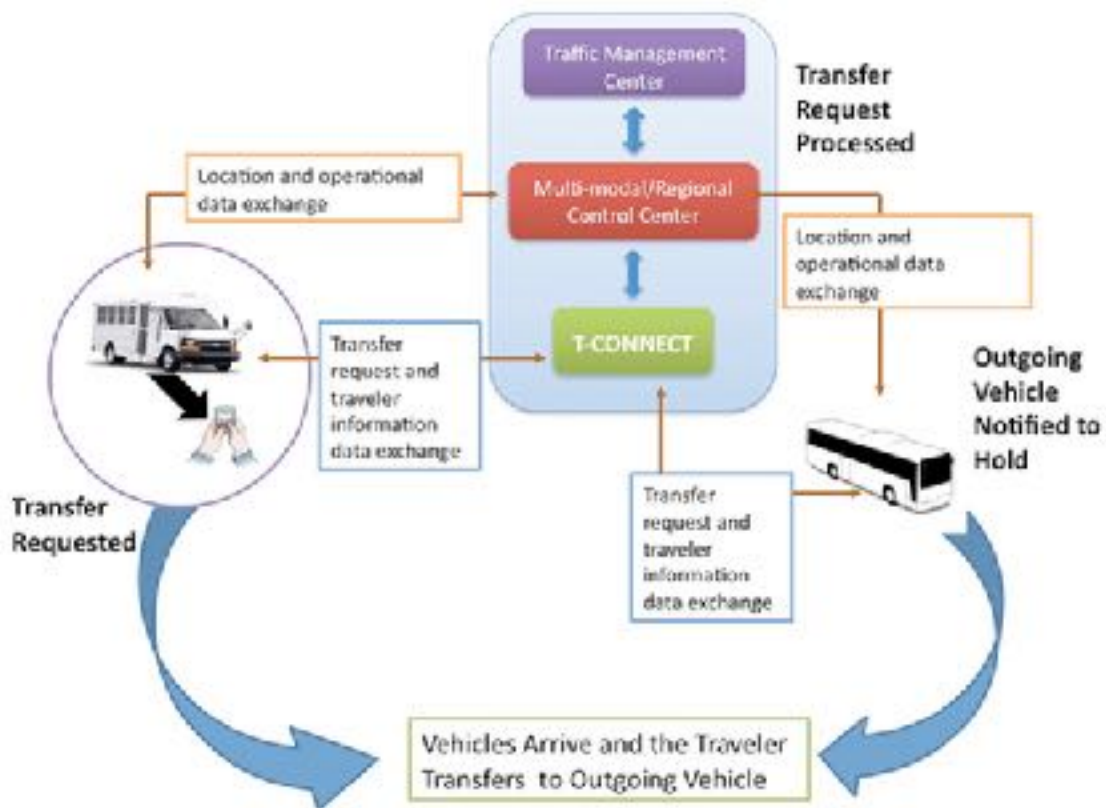 Traffic Management
Center
Transfer
Request
Processed
Location and operational
data exchange
Multi-modal/Regional
Control Center
Location and
operational data
exchange
T-CONNECT
Transfer
request and
traveler
information
data exchange
Outgoing
Vehicle
Notified to
Hold
Transfer
Requested
Transfer
request and
traveler
information
data exchange
Vehicles Arrive and the Traveler
Transfers to Outgoing Vehicle